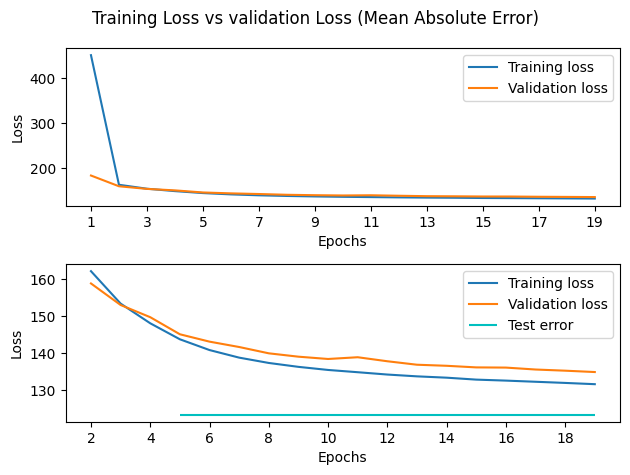 Training Loss vs validation Loss (Mean Absolute Error)
400
300
200
Loss
Training loss
Validation loss
1 3 5 7 9 11 13 15 17 19
Epochs
160
150
140
130
Loss
Training loss
Validation loss
Test error
2 4 6 8 10 12 14 16 18
Epochs